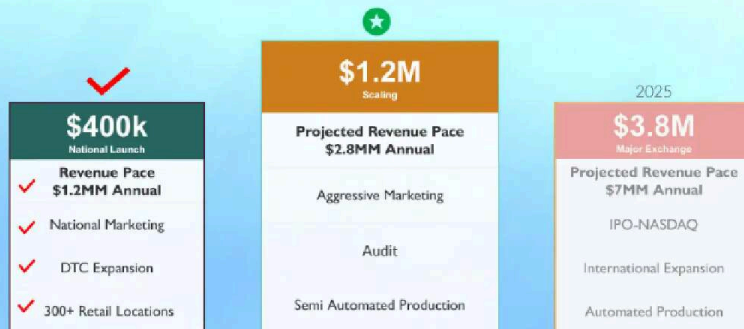 $400k
National Launch
Revenue Pace
$1.2MM Annual
National Marketing
DTC Expansion
300+ Retail Locations
$1.2M
Scaling
Projected Revenue Pace
$2.8MM Annual
Aggressive Marketing
Audit
Semi Automated Production
2025
$3.8M
Major Exchange
Projected Revenue Pace
$7MM Annual
IPO-NASDAQ
International Expansion
Automated Production